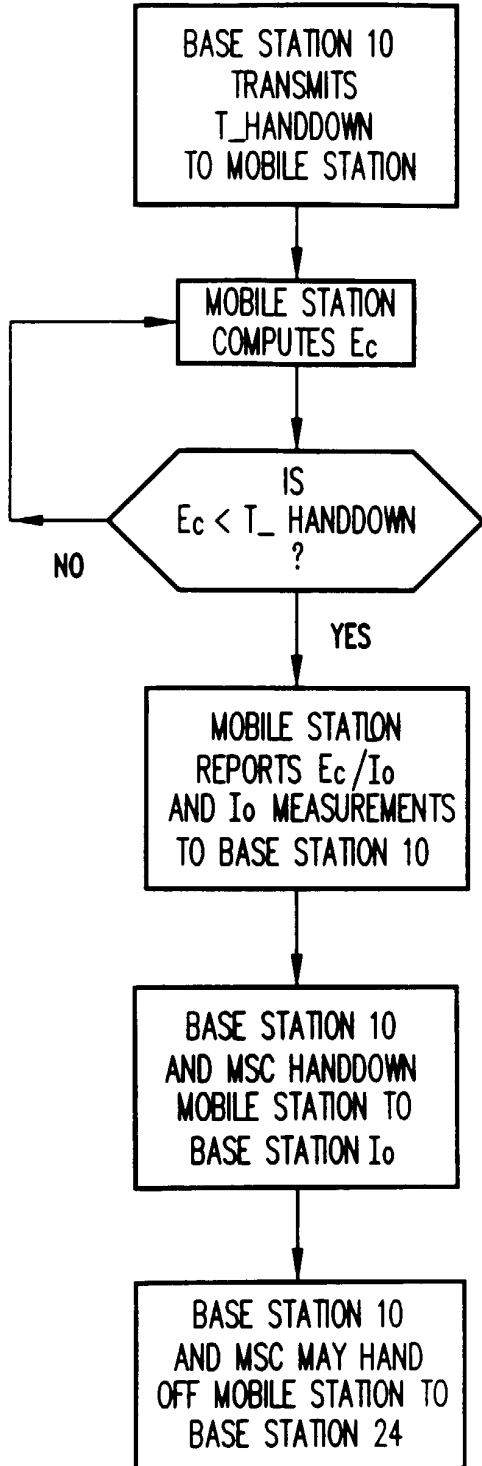 BASE STATION 10
TRANSMITS
T_HANDDOWN
TO MOBILE STATION
MOBILE STATION
COMPUTES Ec
IS
Ec < T_ HANDDOWN
?
NO
YES
MOBILE STATION
REPORTS Ec/Io
AND Io MEASUREMENTS
TO BASE STATION 10
BASE STATION 10
AND MSC HANDDOWN
MOBILE STATION TO
BASE STATION Io
BASE STATION 10
AND MSC MAY HAND
OFF MOBILE STATION TO
BASE STATION 24